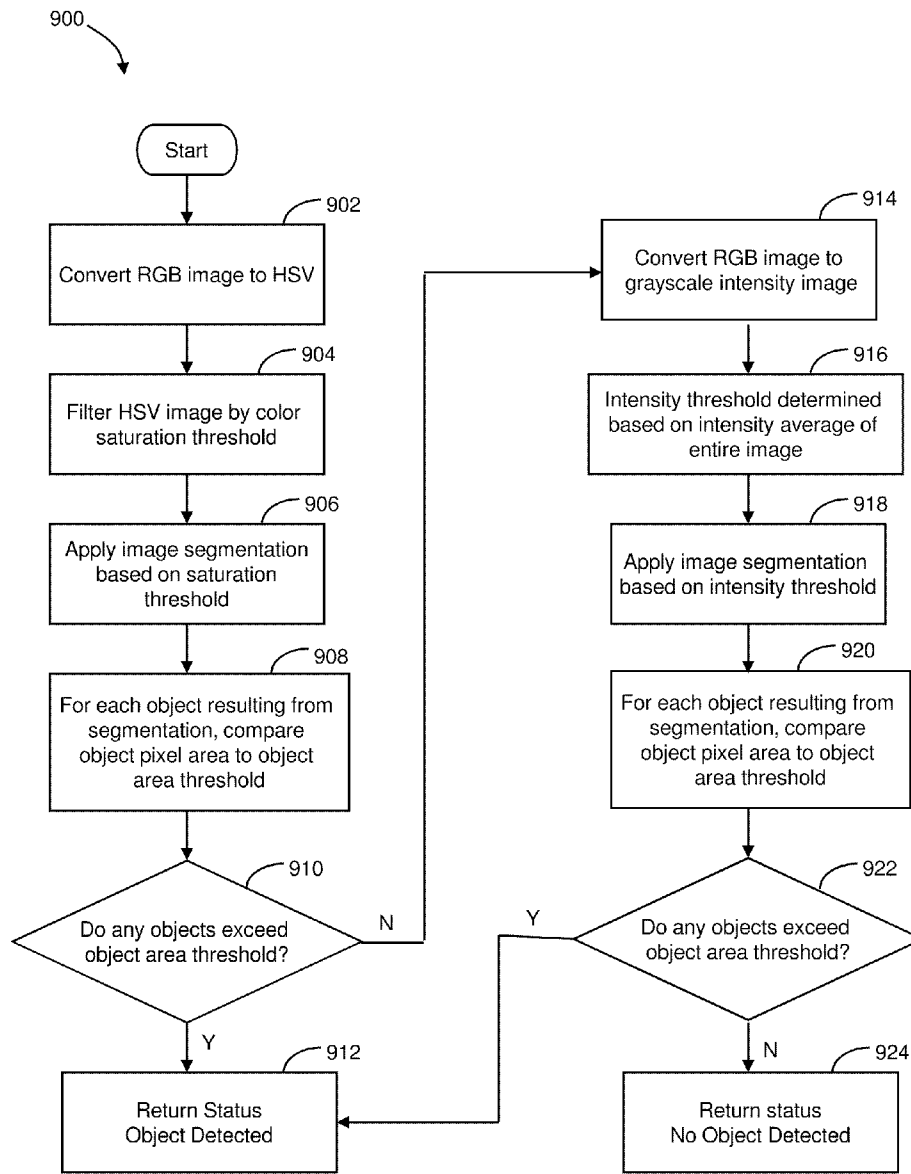 900
Start
902
Convert RGB image to HSV
904
Filter HSV image by color
saturation threshold
906
Apply image segmentation
based on saturation
threshold
908
For each object resulting from
segmentation, compare
object pixel area to object
area threshold
910
Do any objects exceed
object area threshold?
N
Y
912
Return Status
Object Detected
914
Convert RGB image to
grayscale intensity image
916
Intensity threshold determined
based on intensity average of
entire image
918
Apply image segmentation
based on intensity threshold
920
For each object resulting from
segmentation, compare
object pixel area to object
area threshold
922
Do any objects exceed
object area threshold?
Y
N
924
Return status
No Object Detected